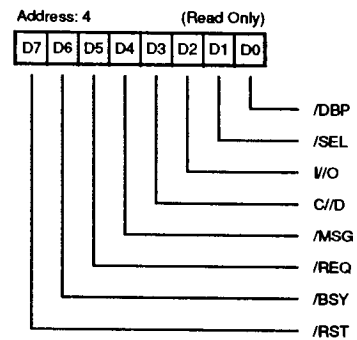 Address: 4 (Read Only)
D7 D6 D5 D4 D3 D2 D1 D0
/DBP
/SEL
I//O
C//D
/MSG
/REQ
/BSY
/RST